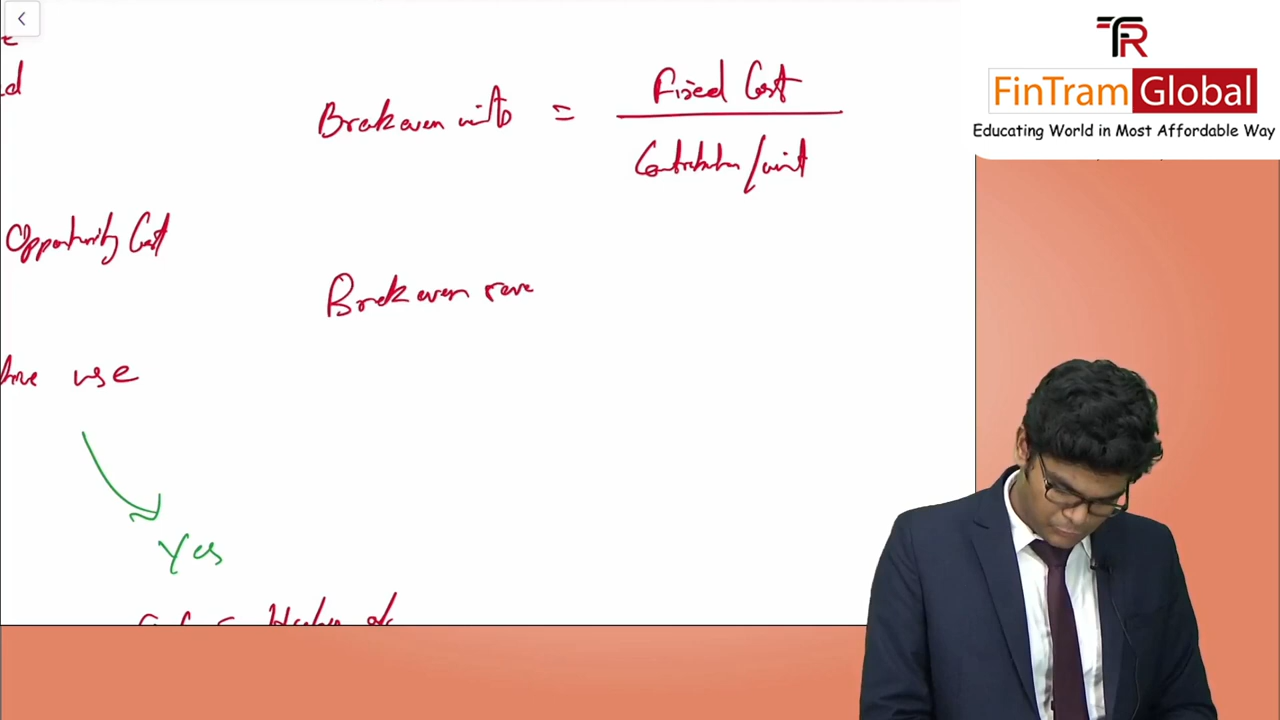 Breakeven units = Fixed Cost
Contribution/unit
Opportunity Cost
Breakeven reve
use
Yes
FinTram Global
Educating World in Most Affordable Way